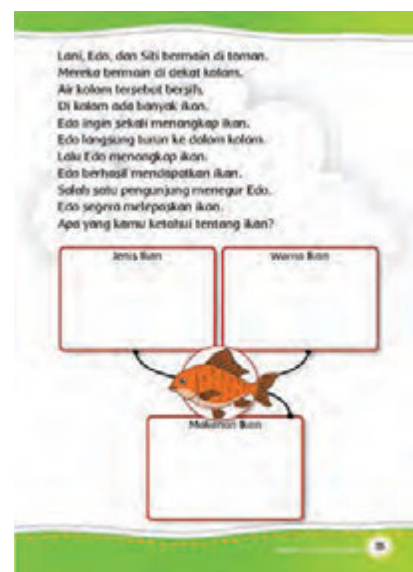 Lani, Edo, dan Siti bermain di taman.
Mereka bermain di dekat kolam.
Air kolam tersebut bersih.
Di kolam ada banyak ikan.
Edo ingin sekali menangkap ikan.
Edo langsung turun ke dalam kolam.
Lalu Edo menangkap ikan.
Edo berhasil mendapatkan ikan.
Salah satu pengunjung menegur Edo.
Edo segera melepaskan ikan.
Apa yang kamu ketahui tentang ikan?
Jenis Ikan
Warna Ikan
Makanan Ikan